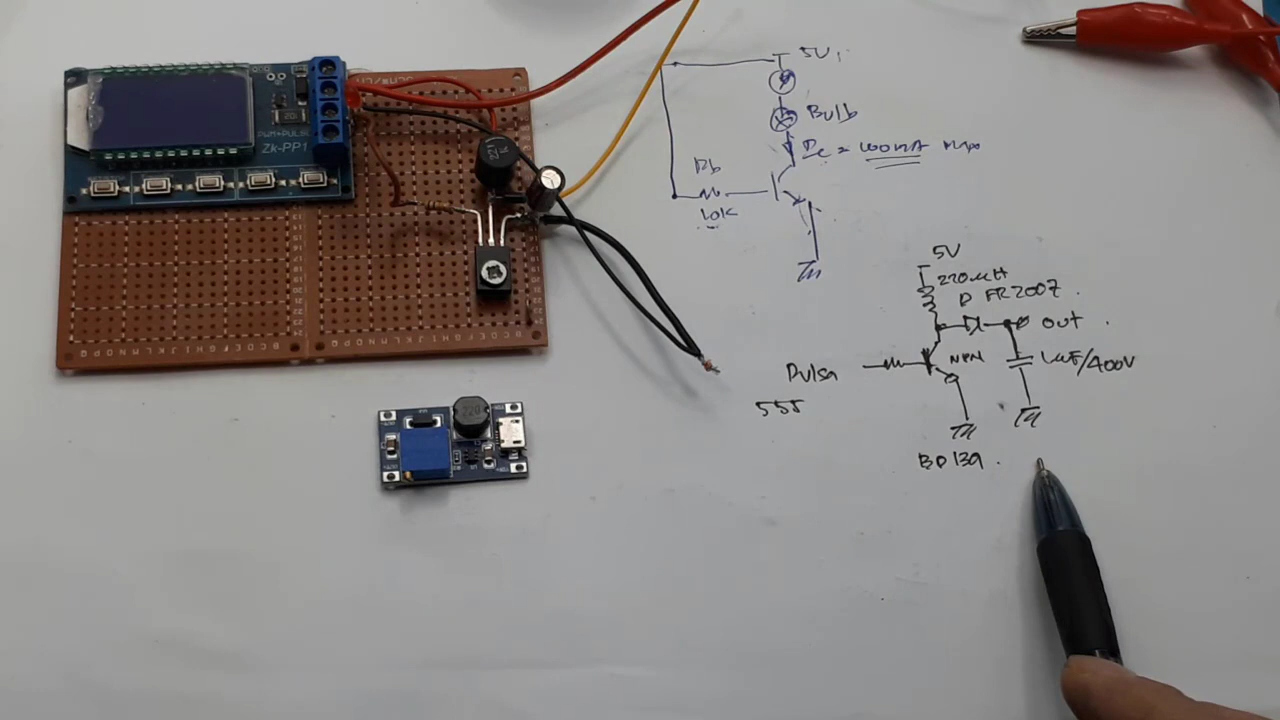 PWM+PULSE
ZK-PP1
220
5V
Bulb
Ic = 100mA max
Rb
10K
5V
220uH
D FR2007
out
Pulsa
555
NPN
1uF/400V
BD139